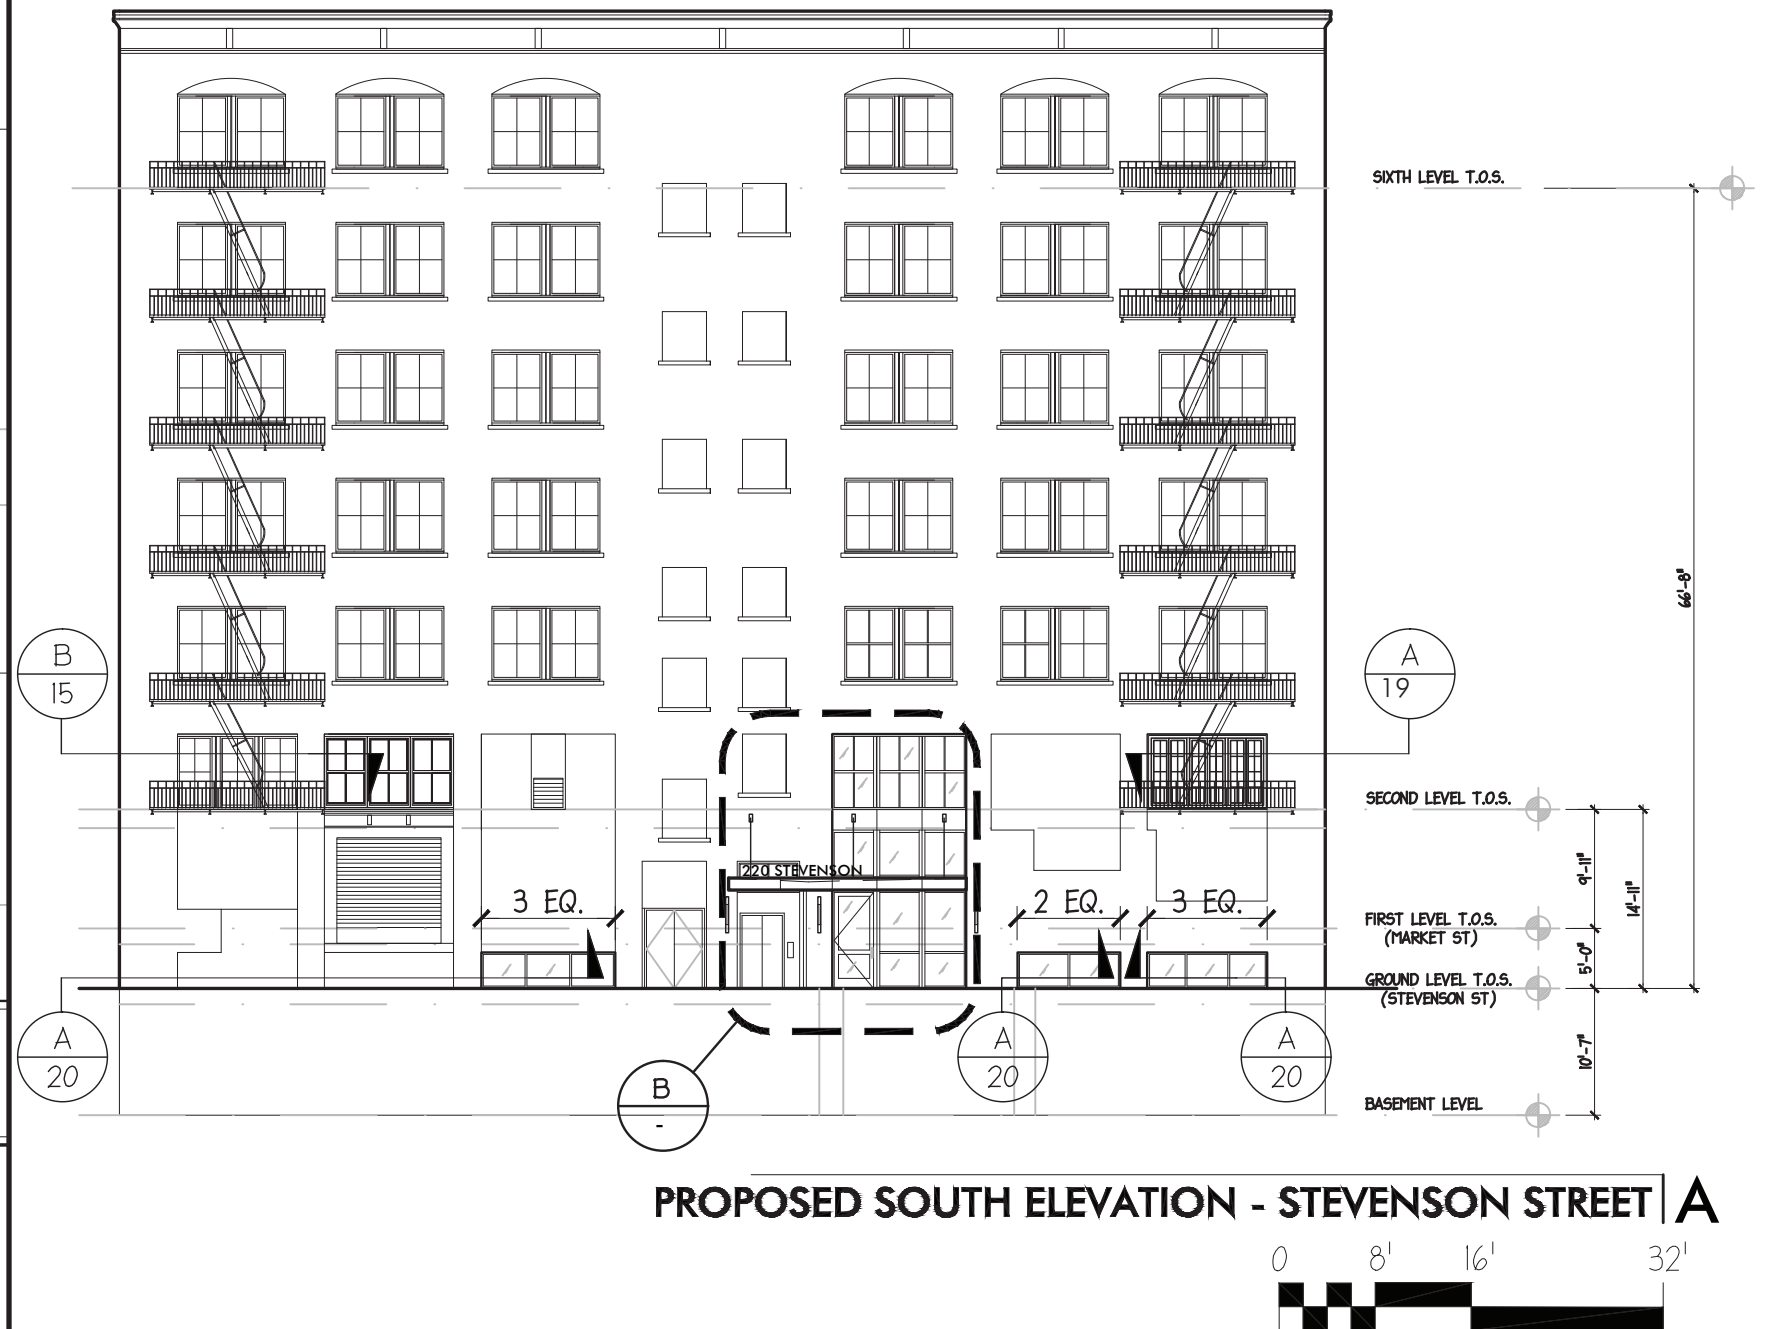 SIXTH LEVEL T.O.S.
66'-8"
B
15
A
19
SECOND LEVEL T.O.S.
9'-11"
14'-11"
220 STEVENSON
3 EQ.
2 EQ.
3 EQ.
FIRST LEVEL T.O.S.
(MARKET ST)
5'-0"
GROUND LEVEL T.O.S.
(STEVENSON ST)
A
20
A
20
A
20
10'-7"
B
-
BASEMENT LEVEL
PROPOSED SOUTH ELEVATION - STEVENSON STREET A
0 8' 16' 32'